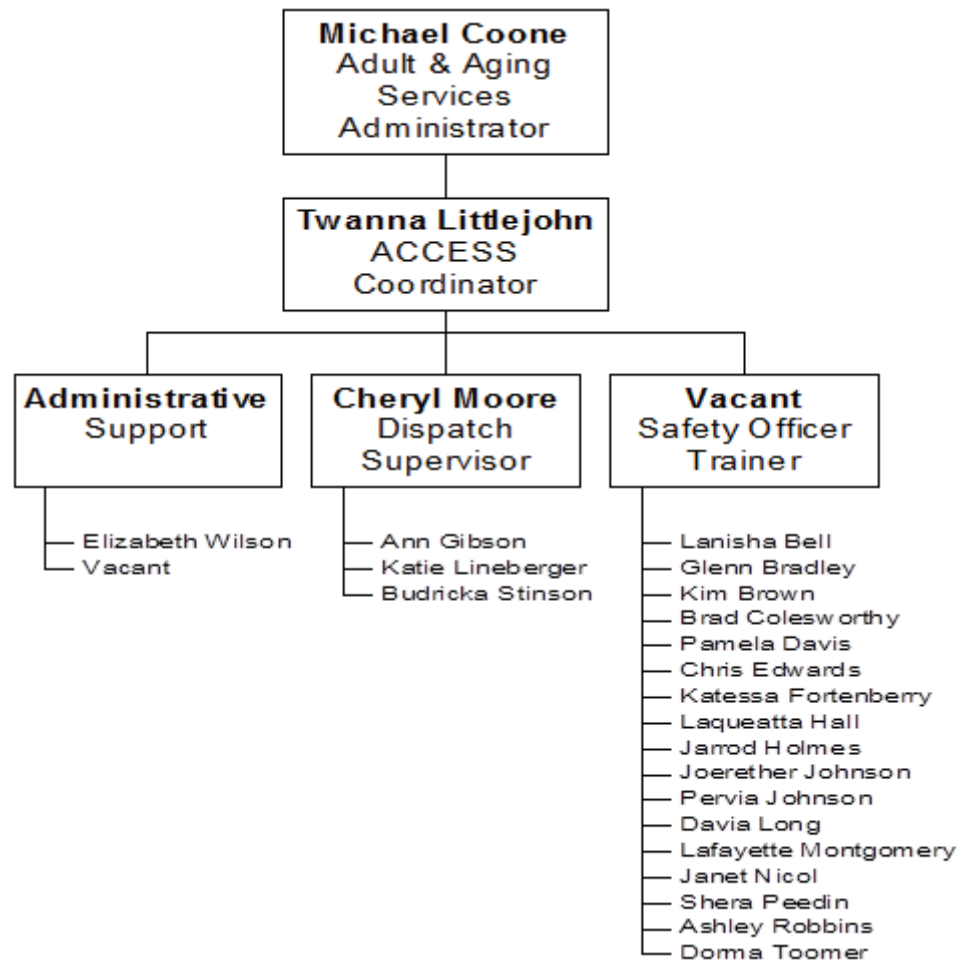 Michael Coone
Adult & Aging
Services
Administrator
Twanna Littlejohn
ACCESS
Coordinator
Administrative
Support
Cheryl Moore
Dispatch
Supervisor
Vacant
Safety Officer
Trainer
Elizabeth Wilson
Vacant
Ann Gibson
Katie Lineberger
Budricka Stinson
Lanisha Bell
Glenn Bradley
Kim Brown
Brad Colesworthy
Pamela Davis
Chris Edwards
Katessa Fortenberry
Laqueatta Hall
Jarrod Holmes
Joerether Johnson
Pervia Johnson
Davia Long
Lafayette Montgomery
Janet Nicol
Shera Peedin
Ashley Robbins
Dorma Toomer